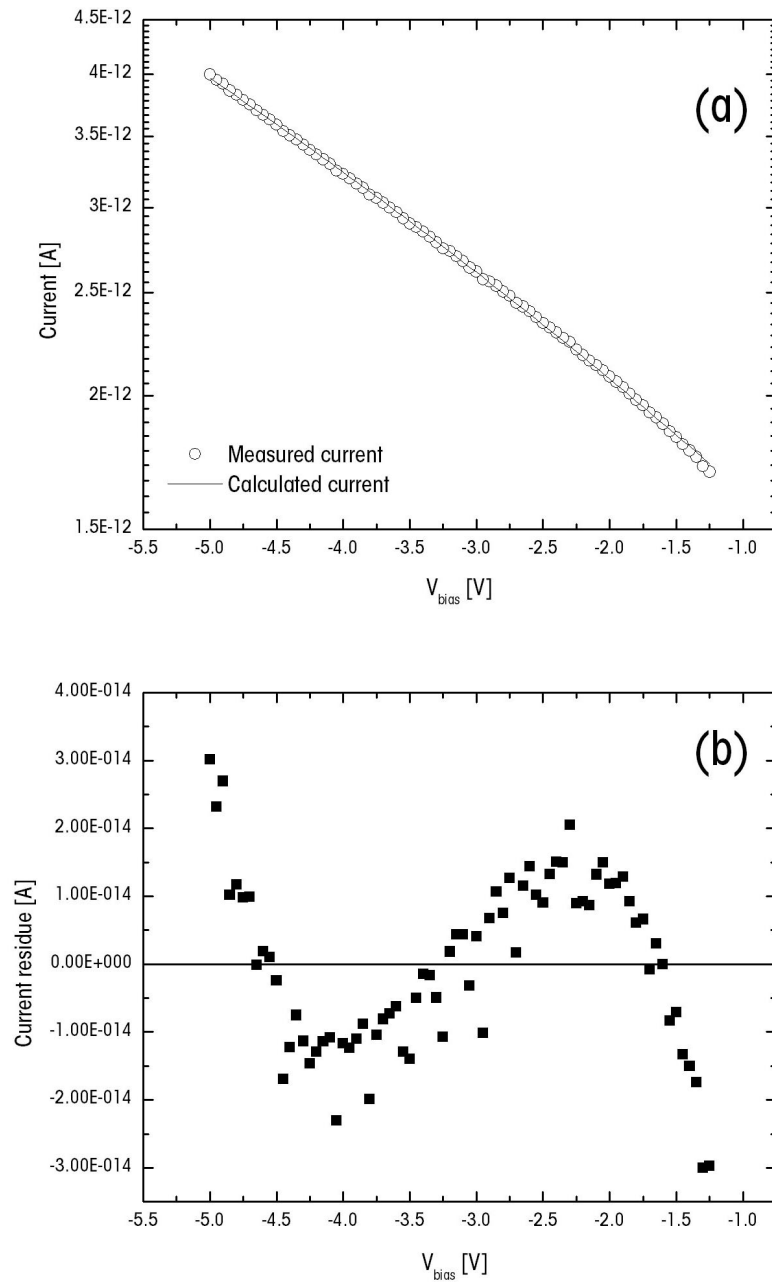 4.5E-12
4E-12
3.5E-12
3E-12
2.5E-12
2E-12
1.5E-12
Current [A]
(a)
Measured current
Calculated current
-5.5 -5.0 -4.5 -4.0 -3.5 -3.0 -2.5 -2.0 -1.5 -1.0
V_bias [V]
4.00E-014
3.00E-014
2.00E-014
1.00E-014
0.00E+000
-1.00E-014
-2.00E-014
-3.00E-014
Current residue [A]
(b)
-5.5 -5.0 -4.5 -4.0 -3.5 -3.0 -2.5 -2.0 -1.5 -1.0
V_bias [V]